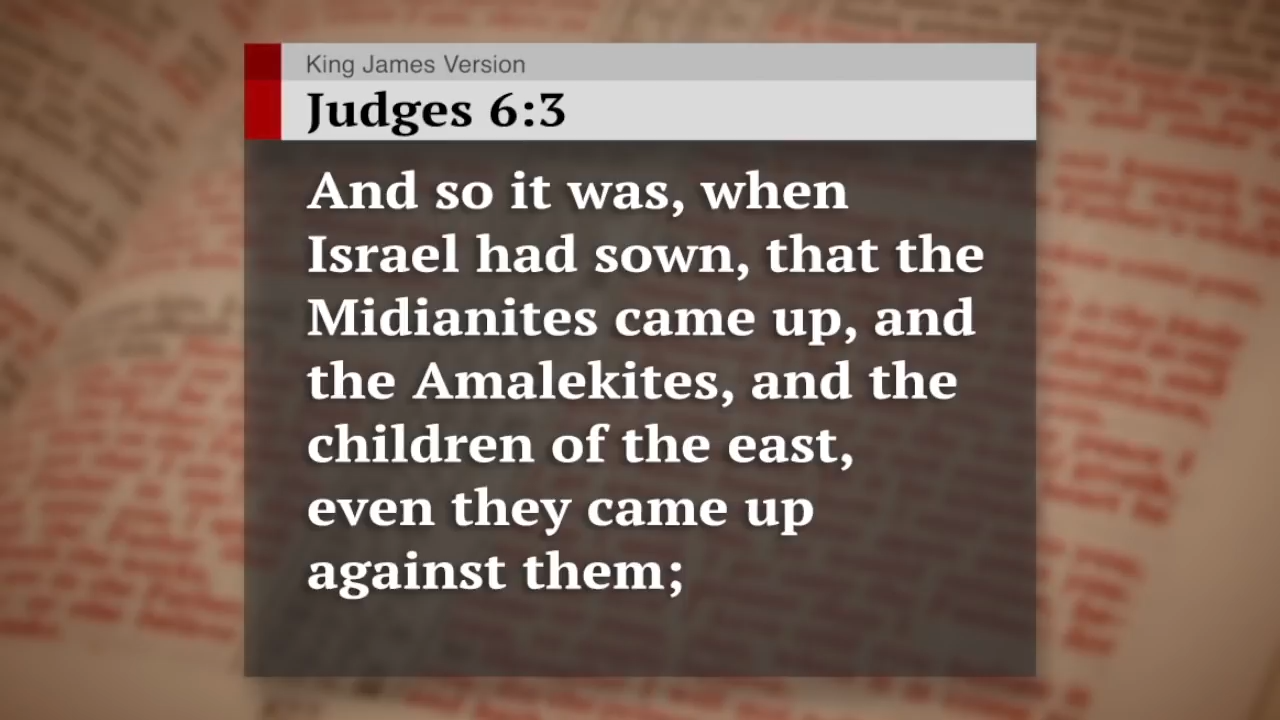 King James Version
Judges 6:3
And so it was, when
Israel had sown, that the
Midianites came up, and
the Amalekites, and the
children of the east,
even they came up
against them;